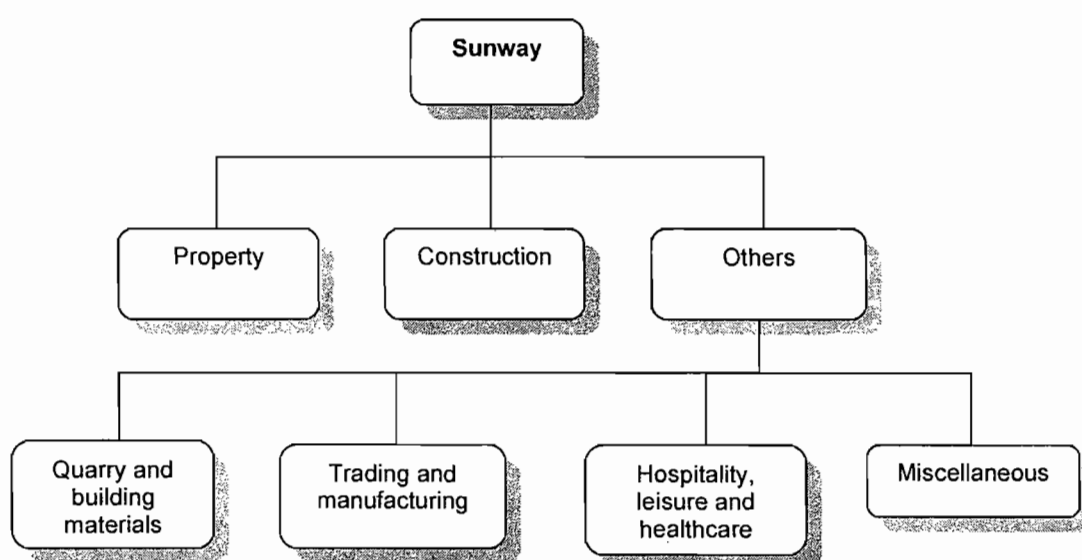 Sunway
Property
Construction
Others
Quarry and
building
materials
Trading and
manufacturing
Hospitality,
leisure and
healthcare
Miscellaneous